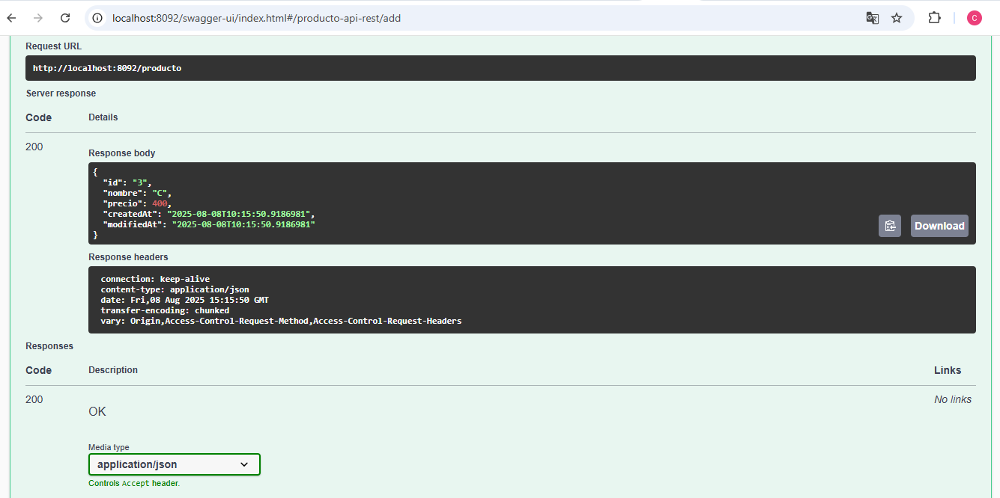 localhost:8092/swagger-ui/index.html#/producto-api-rest/add
C
Request URL
http://localhost:8092/producto
Server response
Code Details
200
Response body
{
"id": "3",
"nombre": "C",
"precio": 400,
"createdAt": "2025-08-08T10:15:50.9186981",
"modifiedAt": "2025-08-08T10:15:50.9186981"
}
Download
Response headers
connection: keep-alive
content-type: application/json
date: Fri,08 Aug 2025 15:15:50 GMT
transfer-encoding: chunked
vary: Origin,Access-Control-Request-Method,Access-Control-Request-Headers
Responses
Code Description Links
200 No links
OK
Media type
application/json
Controls Accept header.